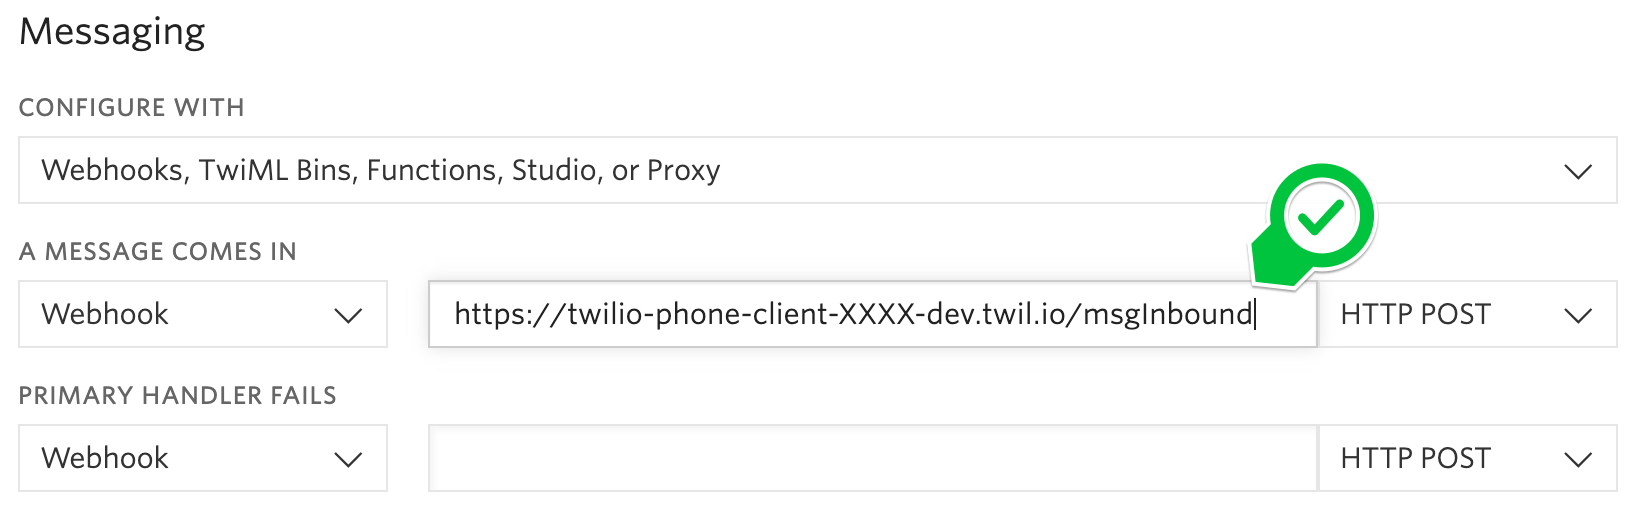 Messaging
CONFIGURE WITH
Webhooks, TwiML Bins, Functions, Studio, or Proxy
A MESSAGE COMES IN
Webhook https://twilio-phone-client-XXXX-dev.twil.io/msgInbound HTTP POST
PRIMARY HANDLER FAILS
Webhook HTTP POST